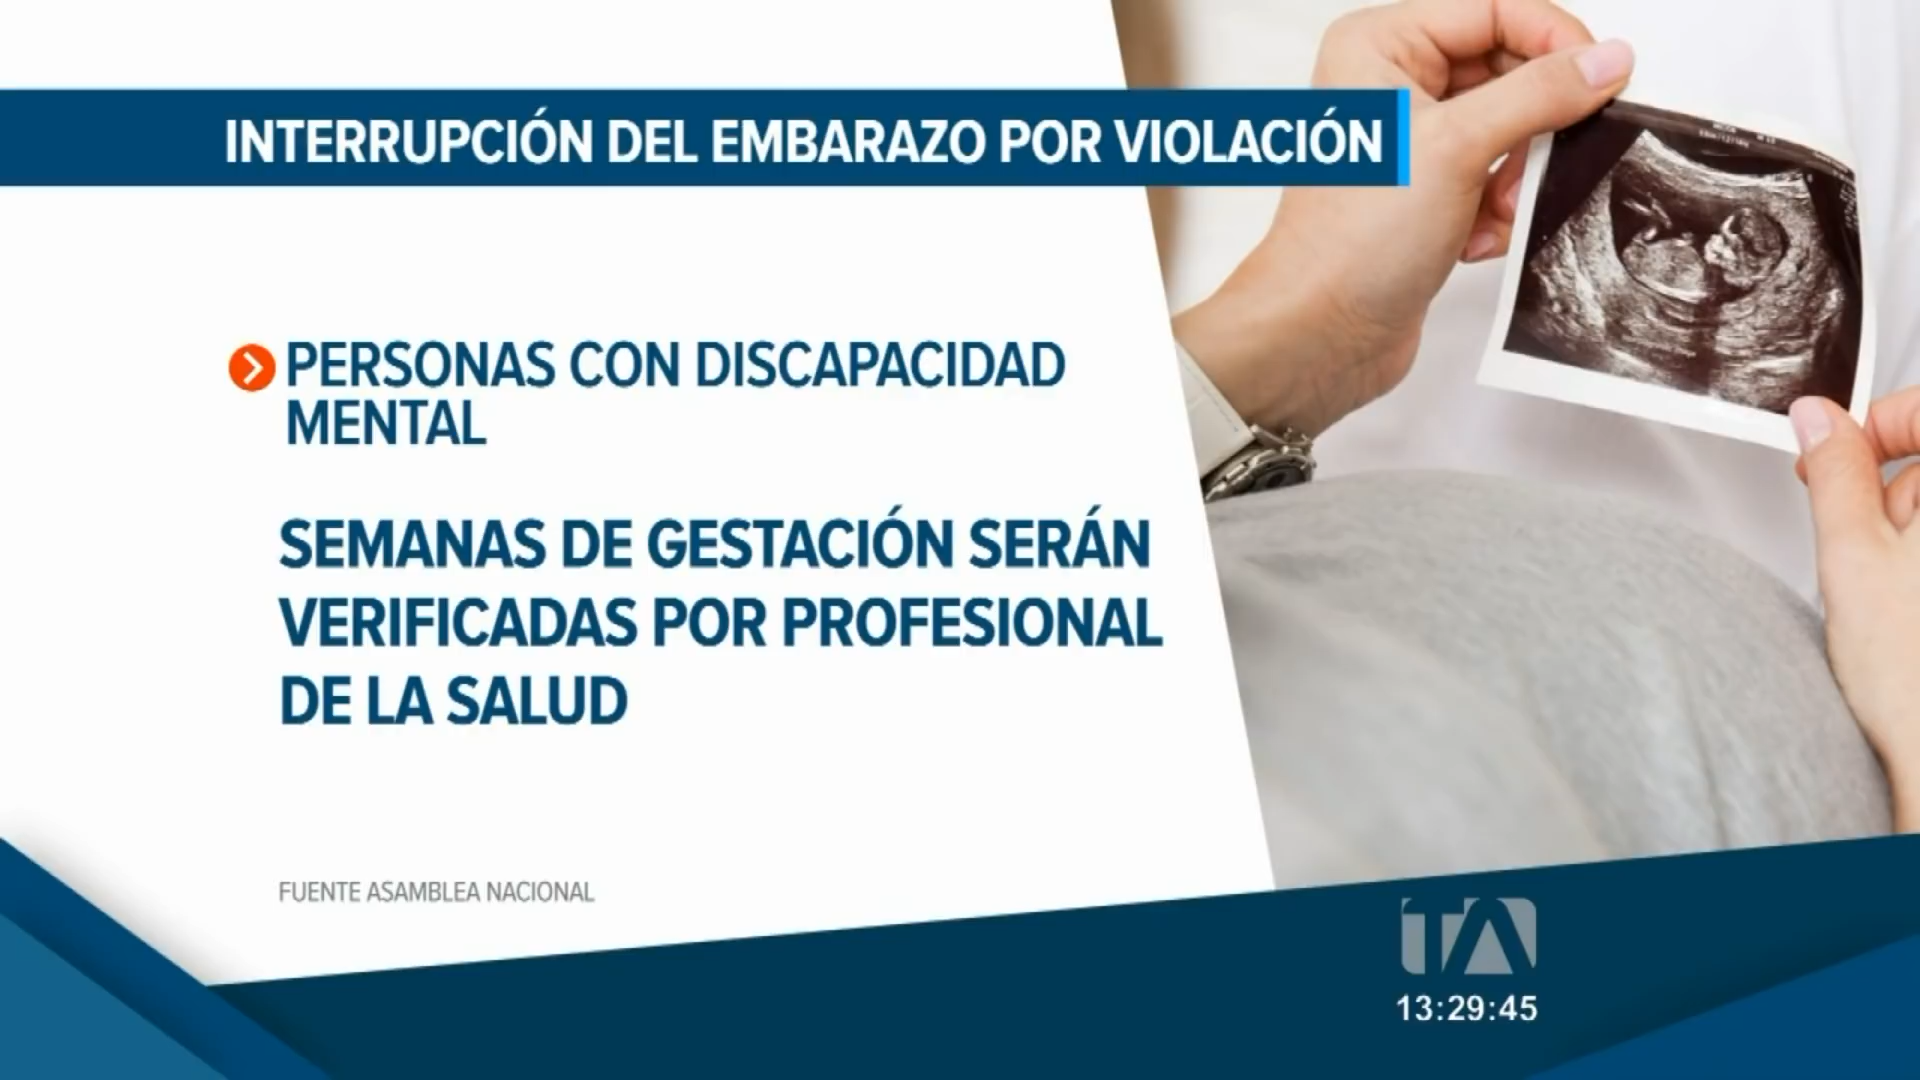 INTERRUPCIÓN DEL EMBARAZO POR VIOLACIÓN
PERSONAS CON DISCAPACIDAD
MENTAL
SEMANAS DE GESTACIÓN SERÁN
VERIFICADAS POR PROFESIONAL
DE LA SALUD
FUENTE ASAMBLEA NACIONAL
TA
13:29:45